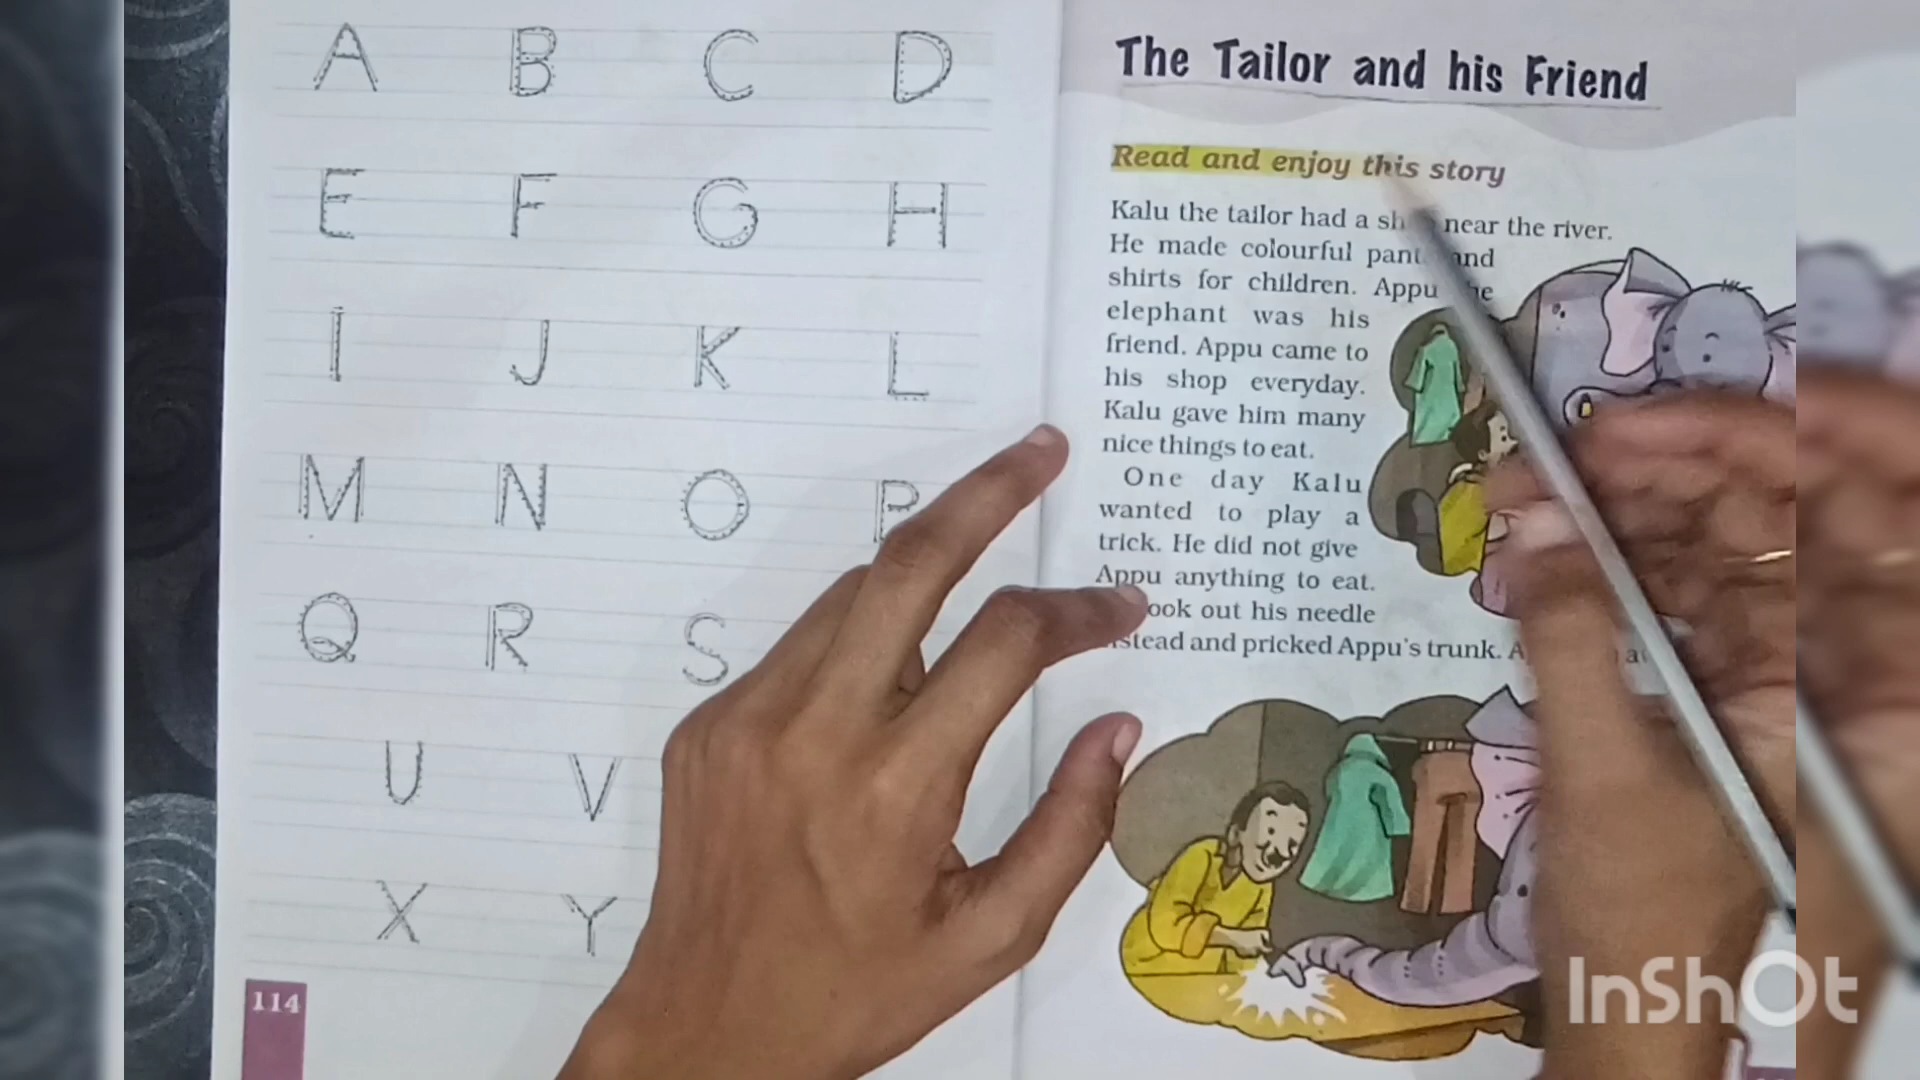 A B C D
E F G H
I J K L
M N O P
Q R S
U V
X Y
114
The Tailor and his Friend
Read and enjoy this story
Kalu the tailor had a near the river.
He made colourful and
shirts for children. Appu
elephant was his
friend. Appu came to
his shop everyday.
Kalu gave him many
nice things to eat.
One day Kalu
wanted to play a
trick. He did not give
Appu anything to eat.
out his needle
and pricked Appu's trunk.
InShOt